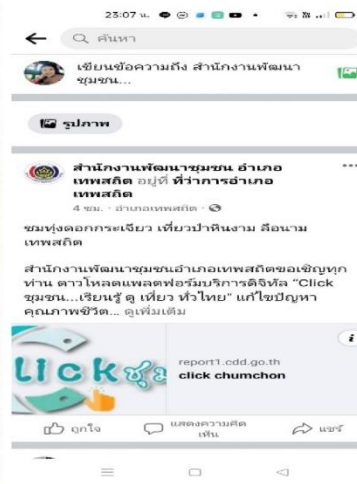 23:07 น.
ค้นหา
เขียนข้อความถึง สำนักงานพัฒนา
ชุมชน...
รูปภาพ
สำนักงานพัฒนาชุมชน อำเภอ
เทพสถิต อยู่ที่ ที่ว่าการอำเภอ
เทพสถิต
4 ชม. · อำเภอเทพสถิต ·
ชมทุ่งดอกกระเจียว เที่ยวป่าหินงาม ลือนาม
เทพสถิต
สำนักงานพัฒนาชุมชนอำเภอเทพสถิตขอเชิญทุก
ท่าน ดาวโหลดแพลตฟอร์มบริการดิจิทัล "Click
ชุมชน...เรียนรู้ ดู เที่ยว ทั่วไทย" แก้ไขปัญหา
คุณภาพชีวิต... ดูเพิ่มเติม
lickชุ
report1.cdd.go.th
click chumchon
ถูกใจ
แสดงความคิด
เห็น
แชร์